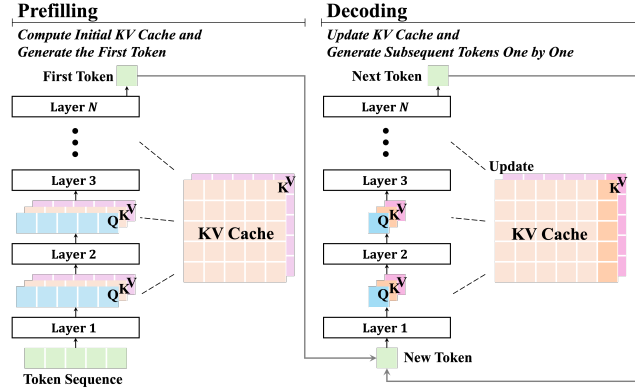 Prefilling
Compute Initial KV Cache and
Generate the First Token
First Token
Layer N
Layer 3
Q K V
Layer 2
Q K V
Layer 1
Token Sequence
K V
KV Cache
Decoding
Update KV Cache and
Generate Subsequent Tokens One by One
Next Token
Layer N
Layer 3
Q K V
Layer 2
Q K V
Layer 1
New Token
Update
K V
KV Cache